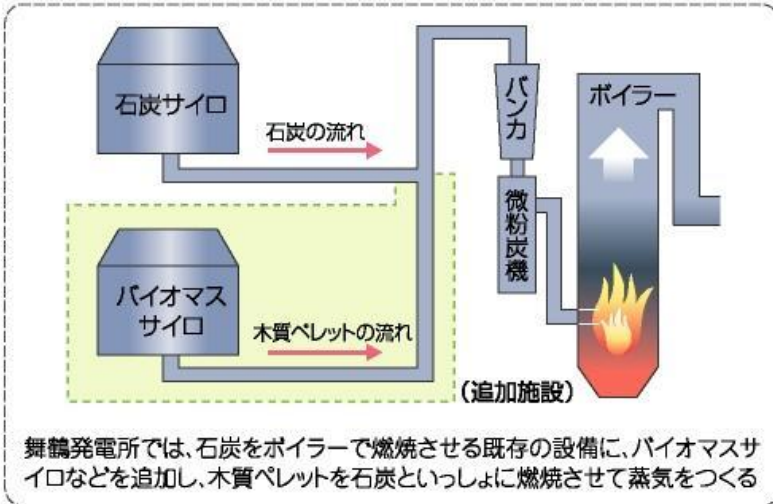 石炭サイロ
石炭の流れ
バンカ
ボイラー
微粉炭機
バイオマス
サイロ
木質ペレットの流れ
(追加施設)
舞鶴発電所では、石炭をボイラーで燃焼させる既存の設備に、バイオマスサ
イロなどを追加し、木質ペレットを石炭といっしょに燃焼させて蒸気をつくる